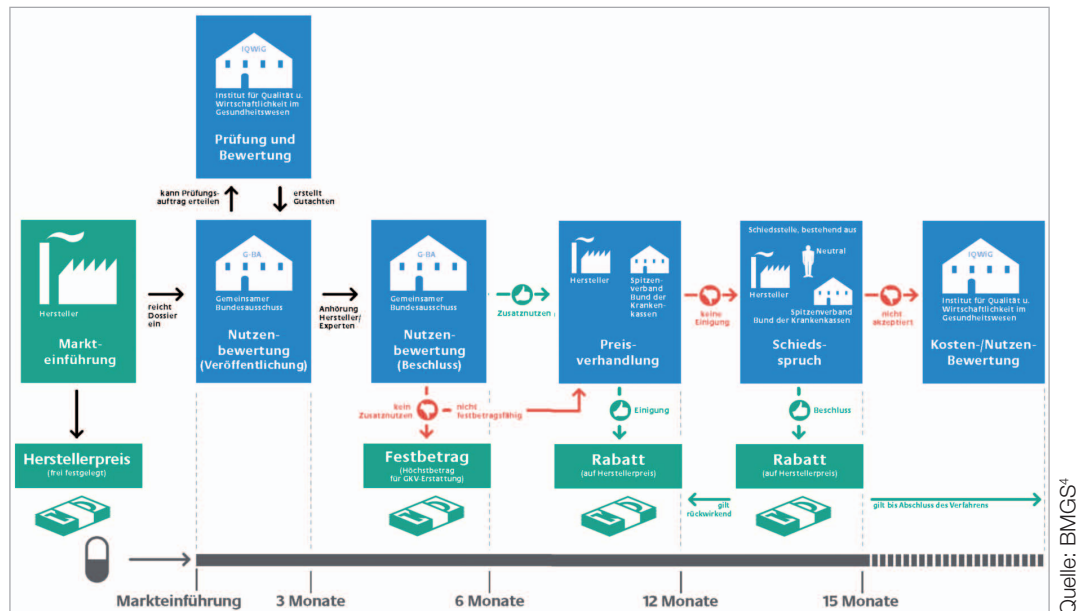 IQWiG
Institut für Qualität u.
Wirtschaftlichkeit im
Gesundheitswesen
Prüfung und
Bewertung
kann Prüfungs-
auftrag erteilen
erstellt
Gutachten
Hersteller
Markt-
einführung
reicht
Dossier
ein
G-BA
Gemeinsamer
Bundesausschuss
Nutzen-
bewertung
(Veröffentlichung)
Anhörung
Hersteller/
Experten
G-BA
Gemeinsamer
Bundesausschuss
Nutzen-
bewertung
(Beschluss)
Zusatznutzen
Hersteller
Spitzen-
verband
Bund der
Kranken-
kassen
Preis-
verhandlung
keine
Einigung
Schiedsstelle, bestehend aus
Neutral
Hersteller
Spitzenverband
Bund der Krankenkassen
Schieds-
spruch
nicht
akzeptiert
IQWiG
Institut für Qualität u.
Wirtschaftlichkeit im
Gesundheitswesen
Kosten-/Nutzen-
Bewertung
kein
Zusatznutzen
nicht
festbetragsfähig
Einigung
Beschluss
Herstellerpreis
(frei festgelegt)
Festbetrag
(Höchstbetrag
für GKV-Erstattung)
Rabatt
(auf Herstellerpreis)
Rabatt
(auf Herstellerpreis)
gilt
rückwirkend
gilt bis Abschluss des Verfahrens
Markteinführung
3 Monate
6 Monate
12 Monate
15 Monate
Quelle: BMGS⁴